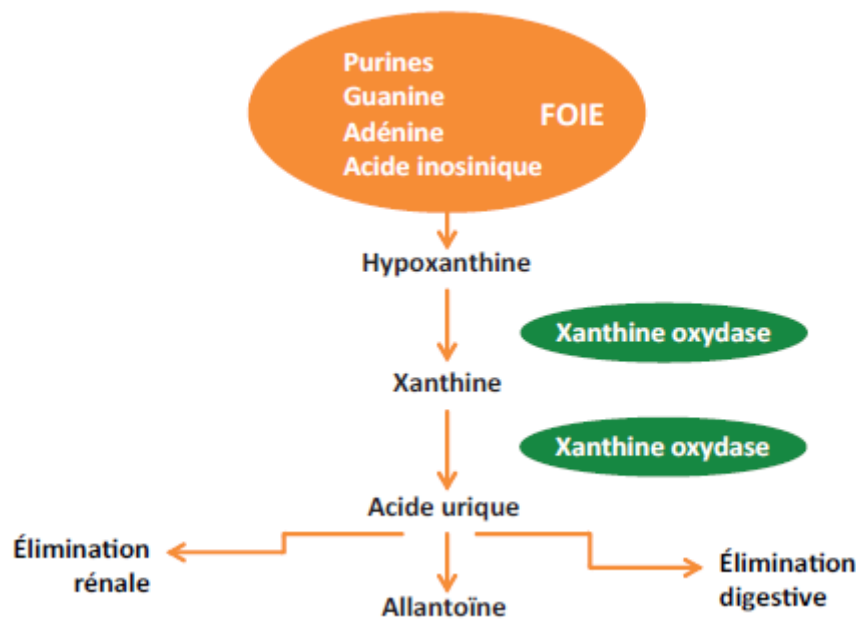 Purines
Guanine
Adénine
Acide inosinique
FOIE
Hypoxanthine
Xanthine oxydase
Xanthine
Xanthine oxydase
Acide urique
Élimination
rénale
Allantoïne
Élimination
digestive